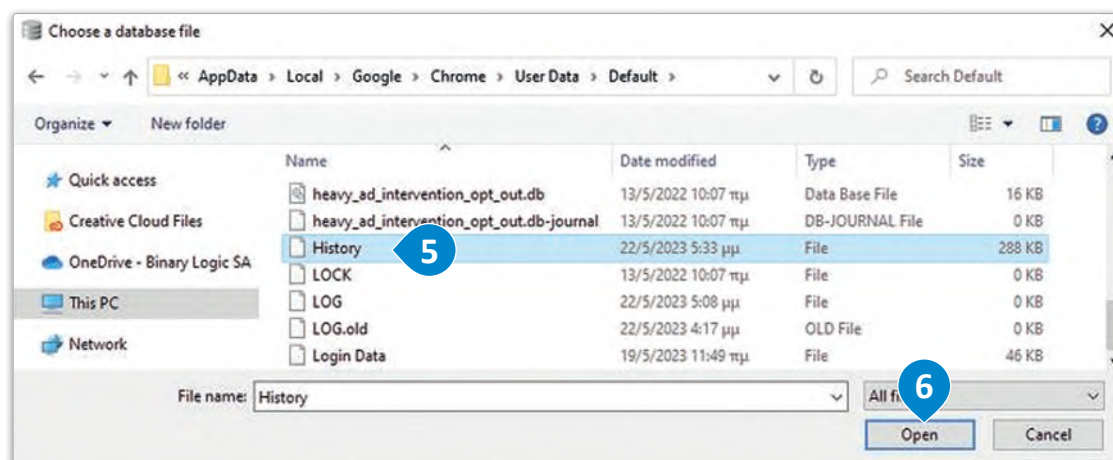 Choose a database file
« AppData › Local › Google › Chrome › User Data › Default ›
Search Default
Organize
New folder
Name Date modified Type Size
Quick access
Creative Cloud Files
OneDrive - Binary Logic SA
This PC
Network
heavy_ad_intervention_opt_out.db 13/5/2022 10:07 πμ Data Base File 16 KB
heavy_ad_intervention_opt_out.db-journal 13/5/2022 10:07 πμ DB-JOURNAL File 0 KB
History 5 22/5/2023 5:33 μμ File 288 KB
LOCK 13/5/2022 10:07 πμ File 0 KB
LOG 22/5/2023 5:08 μμ File 0 KB
LOG.old 22/5/2023 4:17 μμ OLD File 0 KB
Login Data 19/5/2023 11:49 πμ File 46 KB
File name: History
All
6
Open Cancel